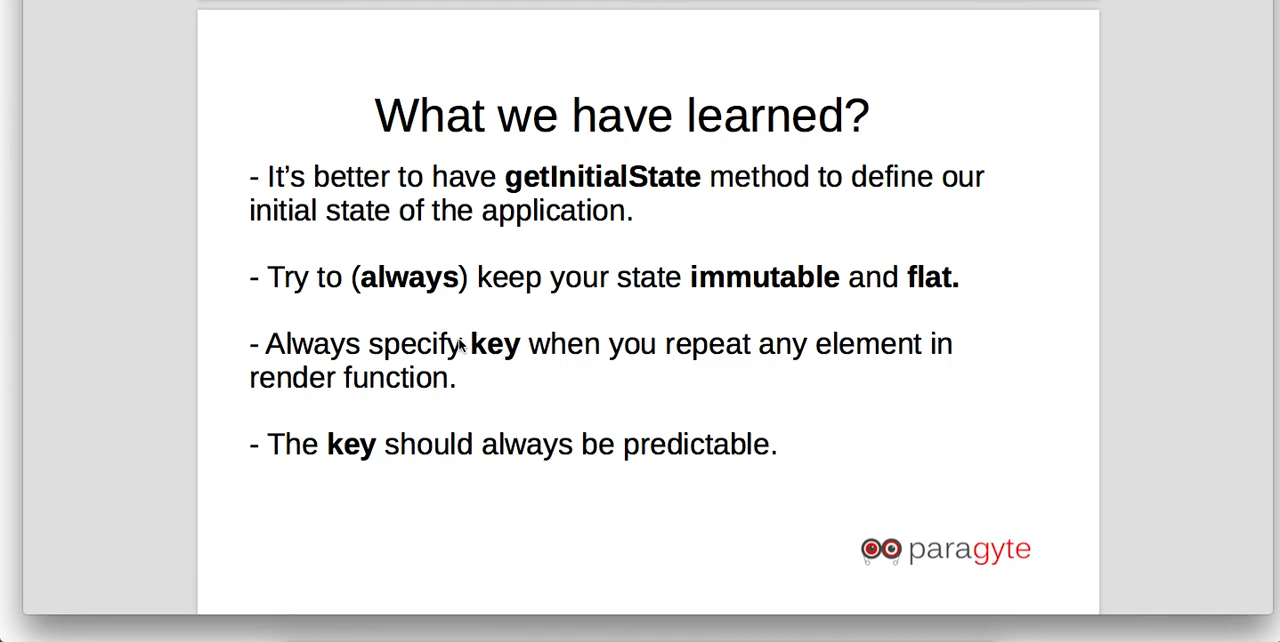 What we have learned?
- It’s better to have getInitialState method to define our
initial state of the application.
- Try to (always) keep your state immutable and flat.
- Always specify key when you repeat any element in
render function.
- The key should always be predictable.
paragyte